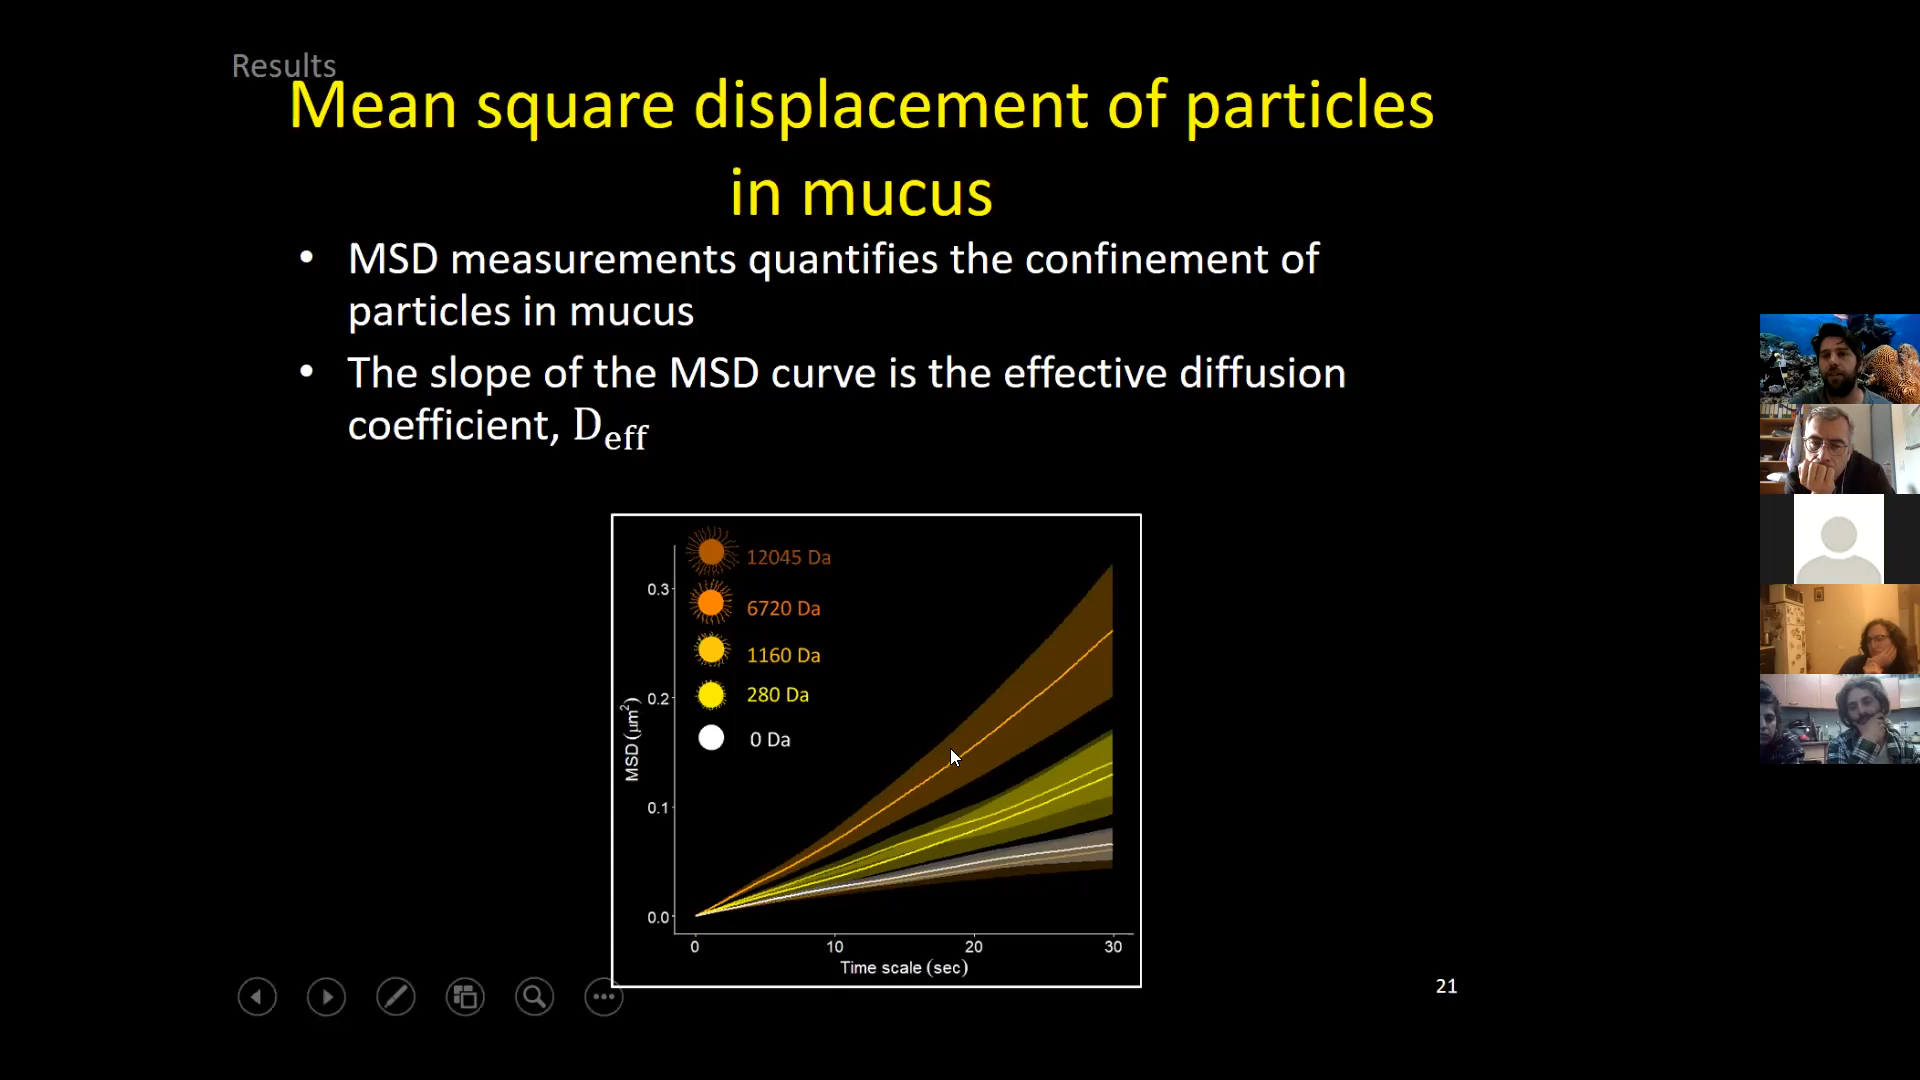 Results
Mean square displacement of particles
in mucus
• MSD measurements quantifies the confinement of
particles in mucus
• The slope of the MSD curve is the effective diffusion
coefficient, D_eff
12045 Da
6720 Da
1160 Da
280 Da
0 Da
MSD (µm²)
0.3
0.2
0.1
0.0
0 10 20 30
Time scale (sec)
21